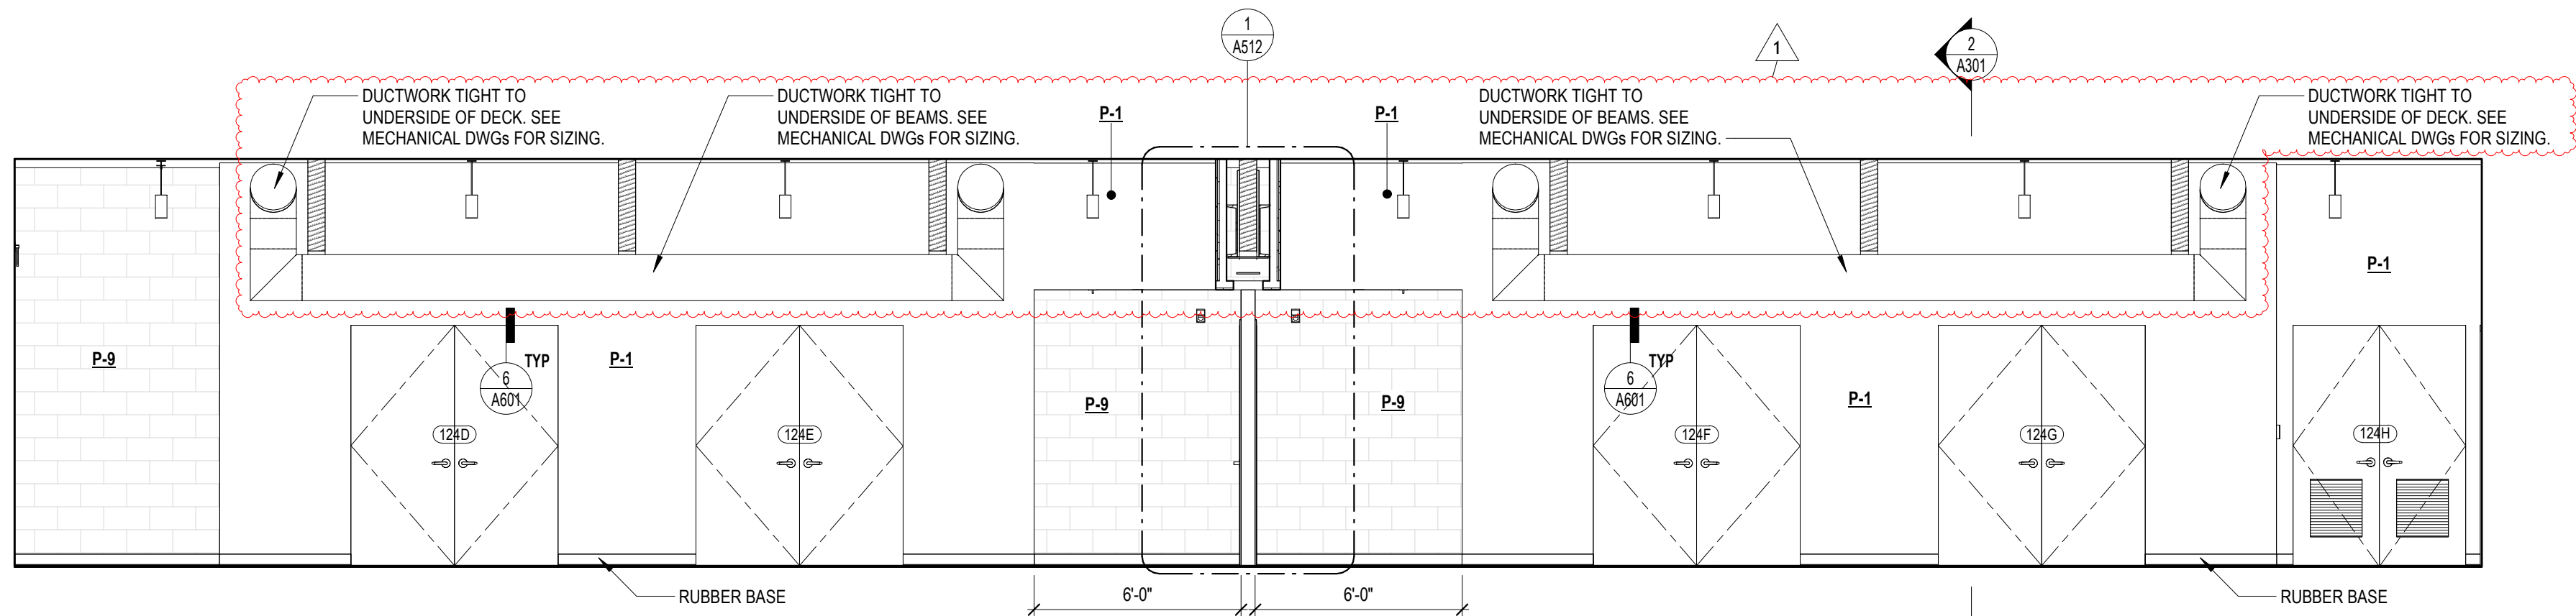 1
A512
1
2
A301
DUCTWORK TIGHT TO
UNDERSIDE OF DECK. SEE
MECHANICAL DWGs FOR SIZING.
DUCTWORK TIGHT TO
UNDERSIDE OF BEAMS. SEE
MECHANICAL DWGs FOR SIZING.
P-1
P-1
DUCTWORK TIGHT TO
UNDERSIDE OF BEAMS. SEE
MECHANICAL DWGs FOR SIZING.
DUCTWORK TIGHT TO
UNDERSIDE OF DECK. SEE
MECHANICAL DWGs FOR SIZING.
P-1
P-9
TYP
6
A601
P-1
P-9
P-9
TYP
6
A601
P-1
124D
124E
124F
124G
124H
RUBBER BASE
6'-0"
6'-0"
RUBBER BASE